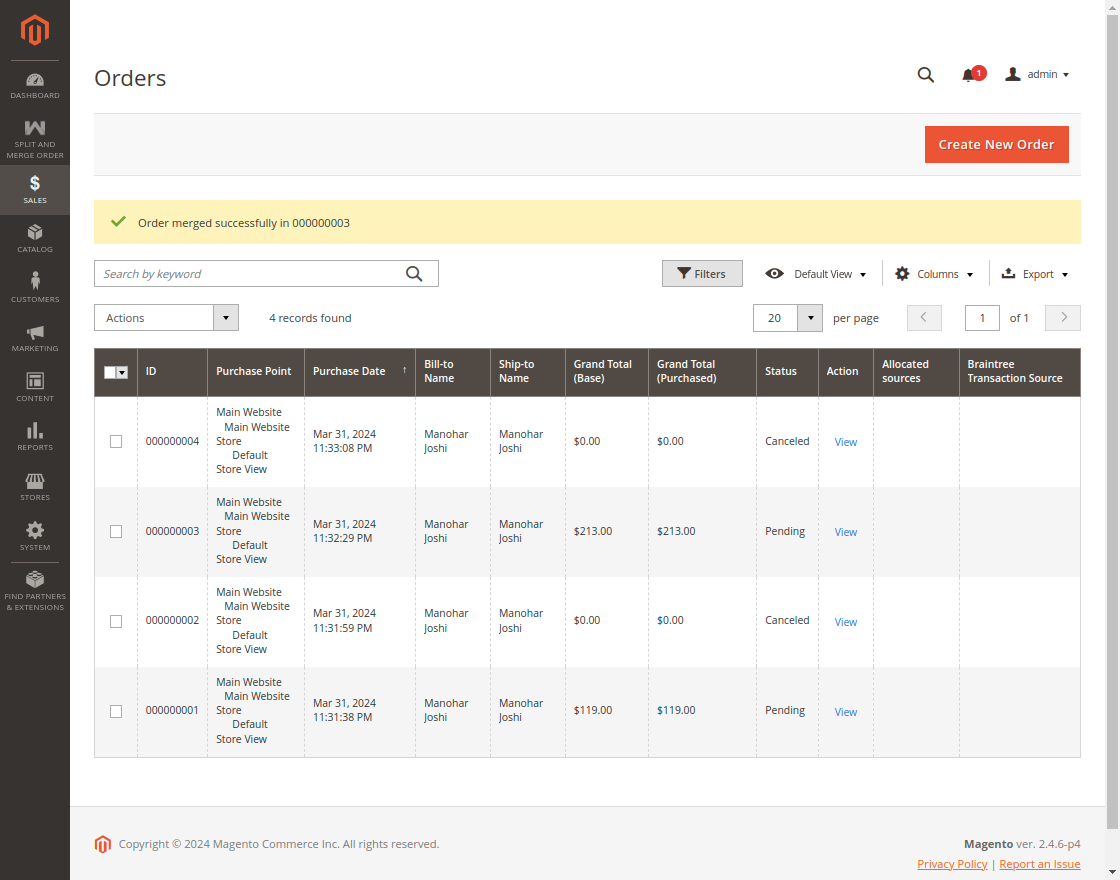 DASHBOARD
SPLIT AND
MERGE ORDER
$
SALES
CATALOG
CUSTOMERS
MARKETING
CONTENT
REPORTS
STORES
SYSTEM
FIND PARTNERS
& EXTENSIONS
Orders
1
admin
Create New Order
Order merged successfully in 000000003
Search by keyword
Filters
Default View
Columns
Export
Actions
4 records found
20
per page
1
of 1
ID
Purchase Point
Purchase Date ↑
Bill-to
Name
Ship-to
Name
Grand Total
(Base)
Grand Total
(Purchased)
Status
Action
Allocated
sources
Braintree
Transaction Source
000000004
Main Website
Main Website
Store
Default
Store View
Mar 31, 2024
11:33:08 PM
Manohar
Joshi
Manohar
Joshi
$0.00
$0.00
Canceled
View
000000003
Main Website
Main Website
Store
Default
Store View
Mar 31, 2024
11:32:29 PM
Manohar
Joshi
Manohar
Joshi
$213.00
$213.00
Pending
View
000000002
Main Website
Main Website
Store
Default
Store View
Mar 31, 2024
11:31:59 PM
Manohar
Joshi
Manohar
Joshi
$0.00
$0.00
Canceled
View
000000001
Main Website
Main Website
Store
Default
Store View
Mar 31, 2024
11:31:38 PM
Manohar
Joshi
Manohar
Joshi
$119.00
$119.00
Pending
View
Copyright © 2024 Magento Commerce Inc. All rights reserved.
Magento ver. 2.4.6-p4
Privacy Policy | Report an Issue